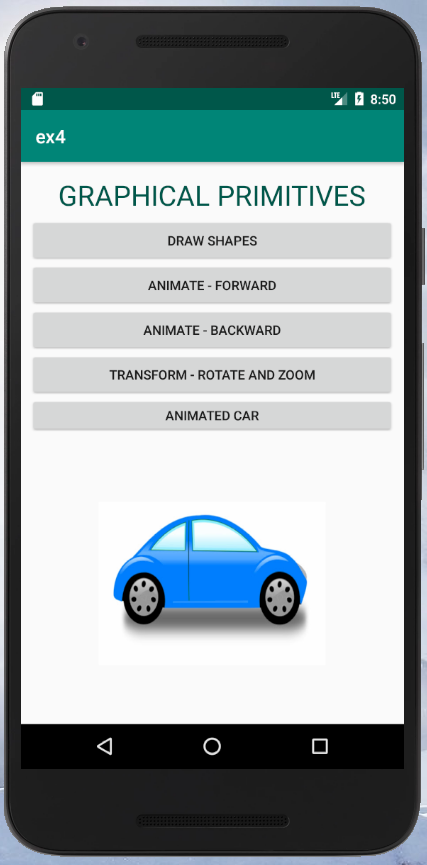 LTE 8:50
ex4
GRAPHICAL PRIMITIVES
DRAW SHAPES
ANIMATE - FORWARD
ANIMATE - BACKWARD
TRANSFORM - ROTATE AND ZOOM
ANIMATED CAR